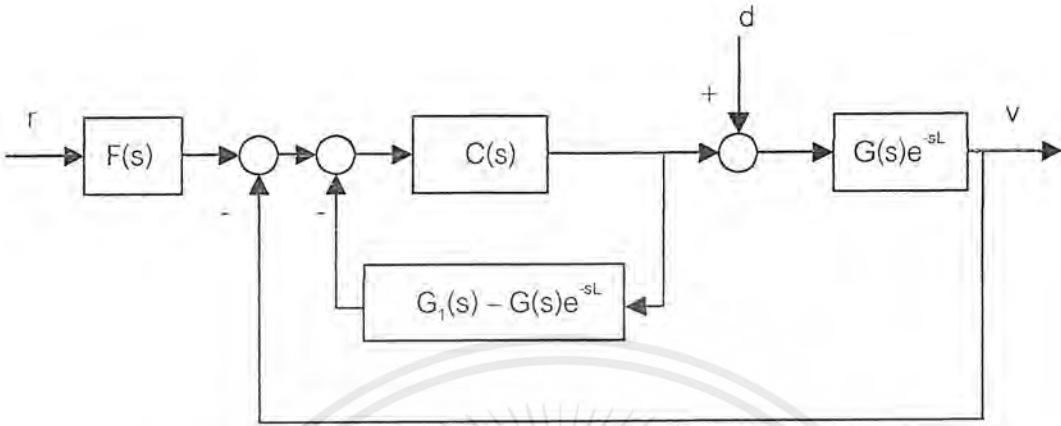 d
+
r
F(s)
C(s)
G(s)e^{-sL}
v
-
-
G₁(s) – G(s)e^{-sL}